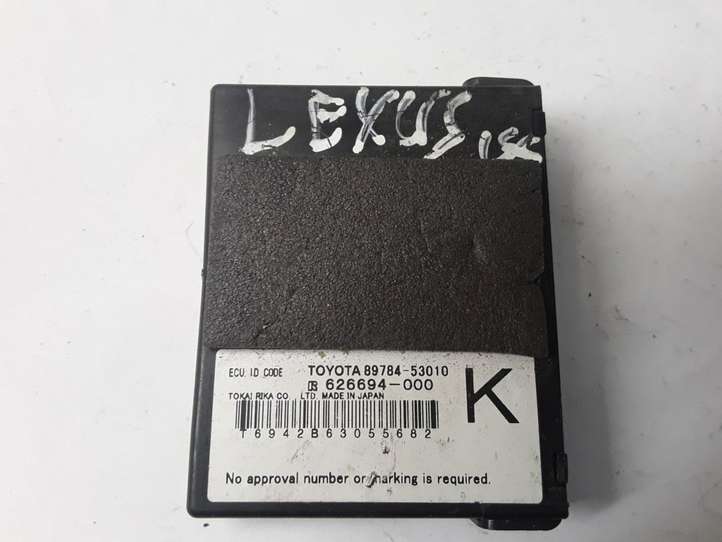 LEXUS
ECU. ID CODE TOYOTA 89784-53010
626694-000
K
TOKAI RIKA CO. LTD. MADE IN JAPAN
T6942B63055682
No approval number or marking is required.